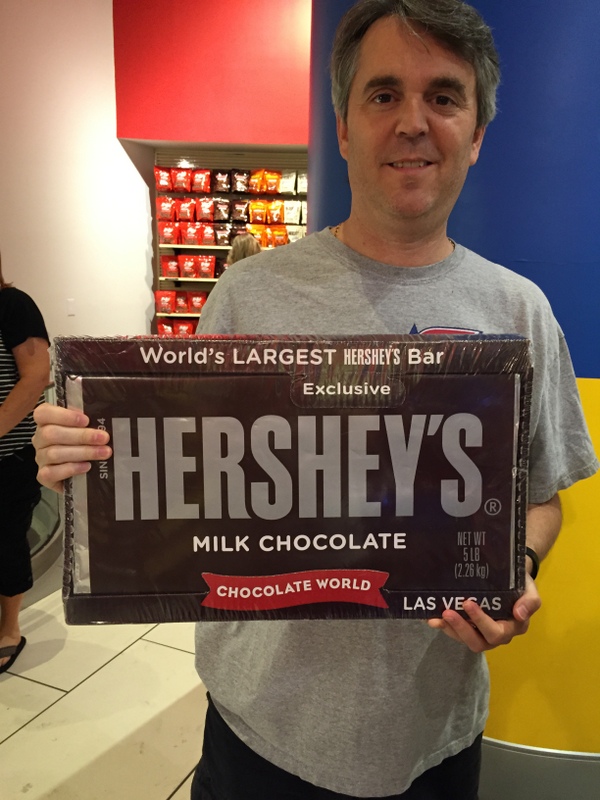 World's LARGEST HERSHEY'S Bar
Exclusive
HERSHEY'S®
MILK CHOCOLATE
NET WT
5 LB
(2.26 kg)
CHOCOLATE WORLD
LAS VEGAS